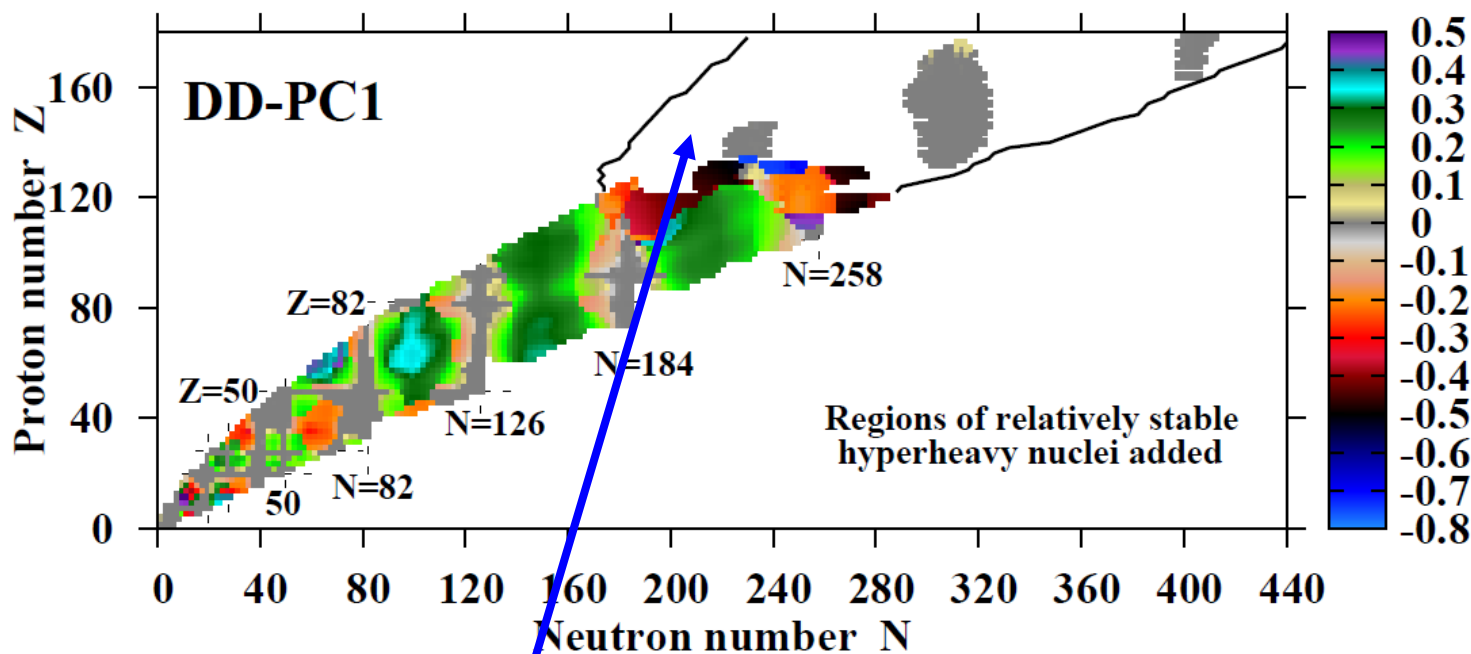 DD-PC1
Proton number Z
160
120
80
40
0
Z=82
Z=50
N=258
N=184
N=126
N=82
50
Regions of relatively stable
hyperheavy nuclei added
0 40 80 120 160 200 240 280 320 360 400 440
Neutron number N
0.5
0.4
0.3
0.2
0.1
0
-0.1
-0.2
-0.3
-0.4
-0.5
-0.6
-0.7
-0.8